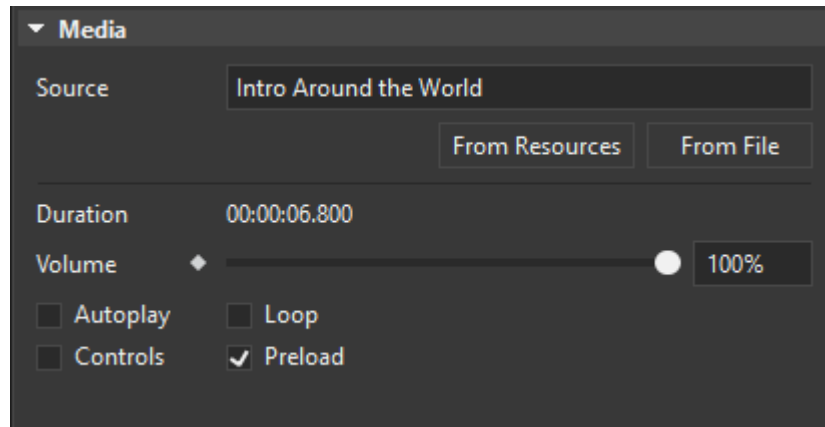 Media
Source Intro Around the World
From Resources From File
Duration 00:00:06.800
Volume 100%
Autoplay Loop
Controls Preload